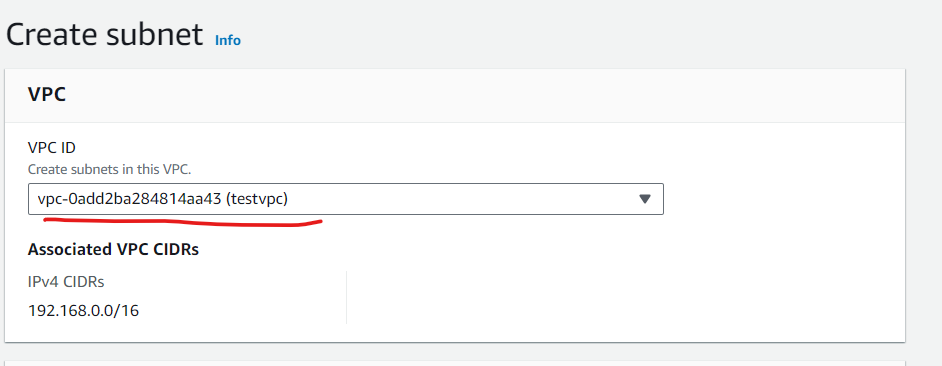 Create subnet Info
VPC
VPC ID
Create subnets in this VPC.
vpc-0add2ba284814aa43 (testvpc)
Associated VPC CIDRs
IPv4 CIDRs
192.168.0.0/16